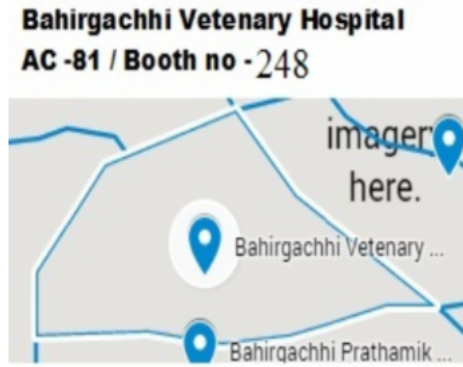 Bahirgachhi Vetenary Hospital
AC -81 / Booth no -248
imagery
here.
Bahirgachhi Vetenary ...
Bahirgachhi Prathamik ...